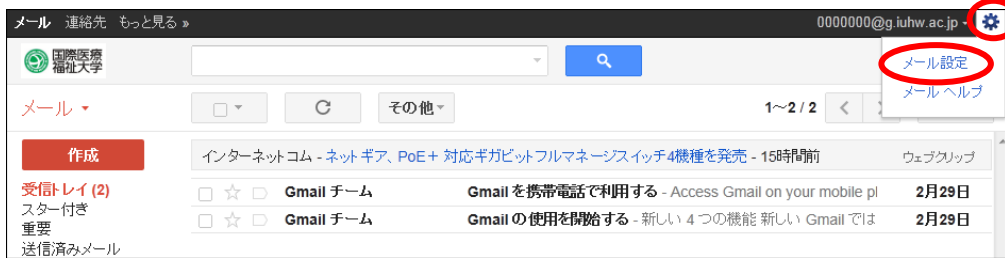 メール 連絡先 もっと見る » 0000000@g.iuhw.ac.jp
国際医療
福祉大学
メール設定
メール ヘルプ
メール その他 1～2 / 2
作成
インターネットコム - ネットギア、PoE+ 対応ギガビットフルマネージスイッチ4機種を発売 - 15時間前 ウェブクリップ
受信トレイ (2)
Gmail チーム Gmail を携帯電話で利用する - Access Gmail on your mobile pl 2月29日
スター付き
重要
Gmail チーム Gmail の使用を開始する - 新しい 4 つの機能 新しい Gmail では 2月29日
送信済みメール